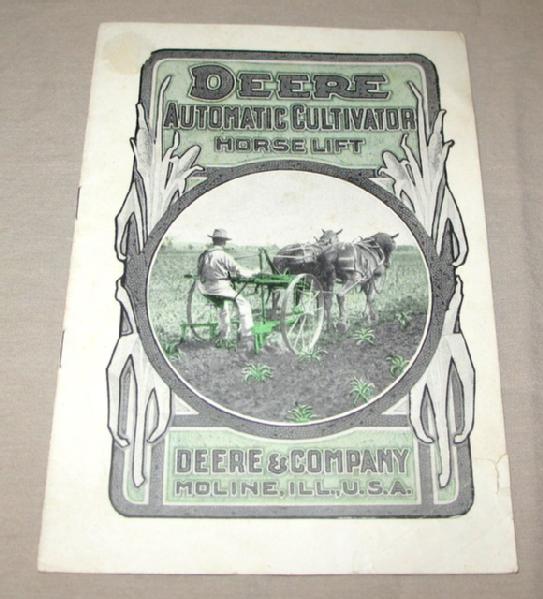 DEERE
AUTOMATIC CULTIVATOR
HORSE LIFT
DEERE & COMPANY
MOLINE, ILL., U.S.A.